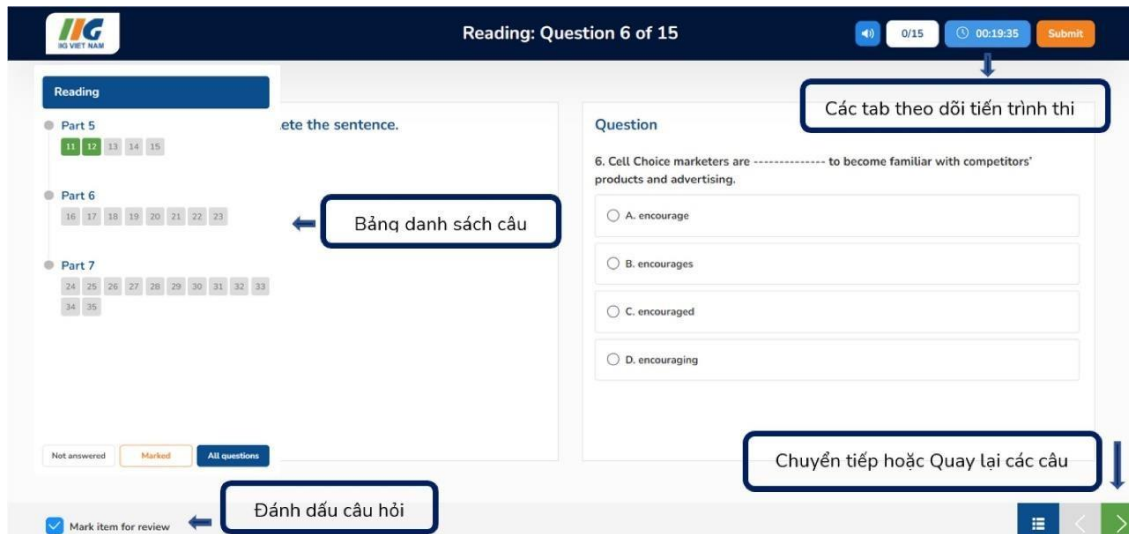 IIG VIET NAM
Reading: Question 6 of 15
0/15
00:19:35
Submit
Các tab theo dõi tiến trình thi
Reading
Part 5
11 12 13 14 15
Part 6
16 17 18 19 20 21 22 23
Part 7
24 25 26 27 28 29 30 31 32 33
34 35
Bảng danh sách câu
Not answered
Marked
All questions
ete the sentence.
Question
6. Cell Choice marketers are -------------- to become familiar with competitors'
products and advertising.
A. encourage
B. encourages
C. encouraged
D. encouraging
Chuyển tiếp hoặc Quay lại các câu
Mark item for review
Đánh dấu câu hỏi